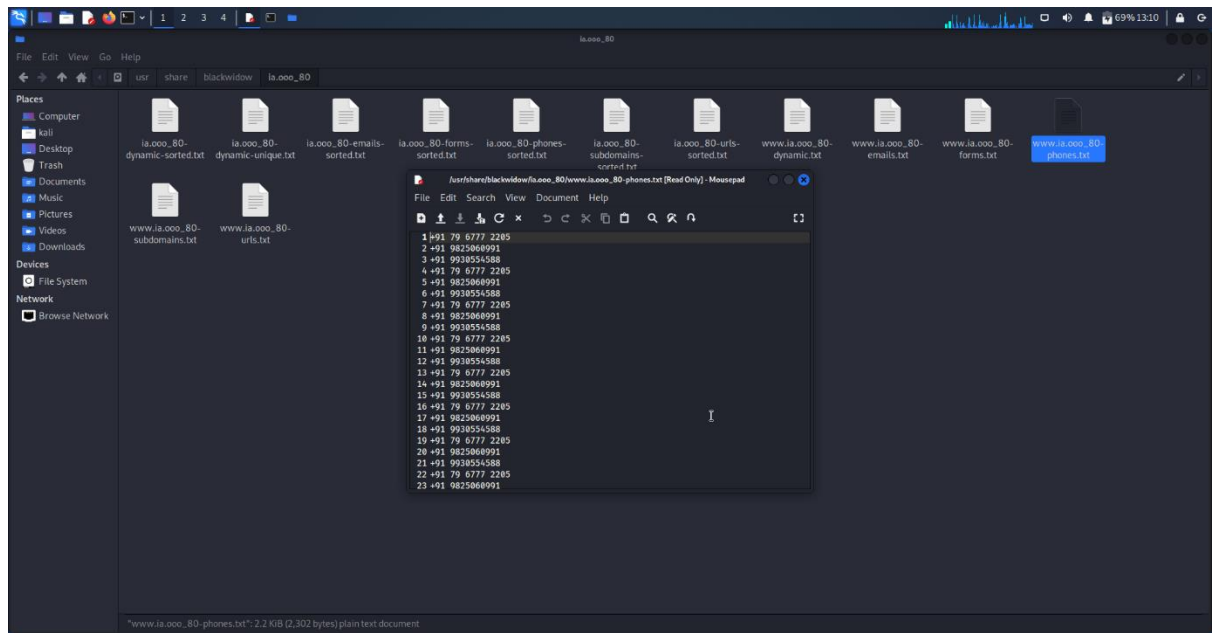 1 2 3 4
69% 13:10
ia.ooo_80
File Edit View Go Help
usr share blackwidow ia.ooo_80
Places
Computer
kali
Desktop
Trash
Documents
Music
Pictures
Videos
Downloads
Devices
File System
Network
Browse Network
ia.ooo_80-
dynamic-sorted.txt
ia.ooo_80-
dynamic-unique.txt
ia.ooo_80-emails-
sorted.txt
ia.ooo_80-forms-
sorted.txt
ia.ooo_80-phones-
sorted.txt
ia.ooo_80-
subdomains-
sorted.txt
ia.ooo_80-urls-
sorted.txt
www.ia.ooo_80-
dynamic.txt
www.ia.ooo_80-
emails.txt
www.ia.ooo_80-
forms.txt
www.ia.ooo_80-
phones.txt
www.ia.ooo_80-
subdomains.txt
www.ia.ooo_80-
urls.txt
/usr/share/blackwidow/ia.ooo_80/www.ia.ooo_80-phones.txt [Read Only] - Mousepad
File Edit Search View Document Help
1 +91 79 6777 2205
2 +91 9825060991
3 +91 9930554588
4 +91 79 6777 2205
5 +91 9825060991
6 +91 9930554588
7 +91 79 6777 2205
8 +91 9825060991
9 +91 9930554588
10 +91 79 6777 2205
11 +91 9825060991
12 +91 9930554588
13 +91 79 6777 2205
14 +91 9825060991
15 +91 9930554588
16 +91 79 6777 2205
17 +91 9825060991
18 +91 9930554588
19 +91 79 6777 2205
20 +91 9825060991
21 +91 9930554588
22 +91 79 6777 2205
23 +91 9825060991
"www.ia.ooo_80-phones.txt": 2.2 KiB (2,302 bytes) plain text document